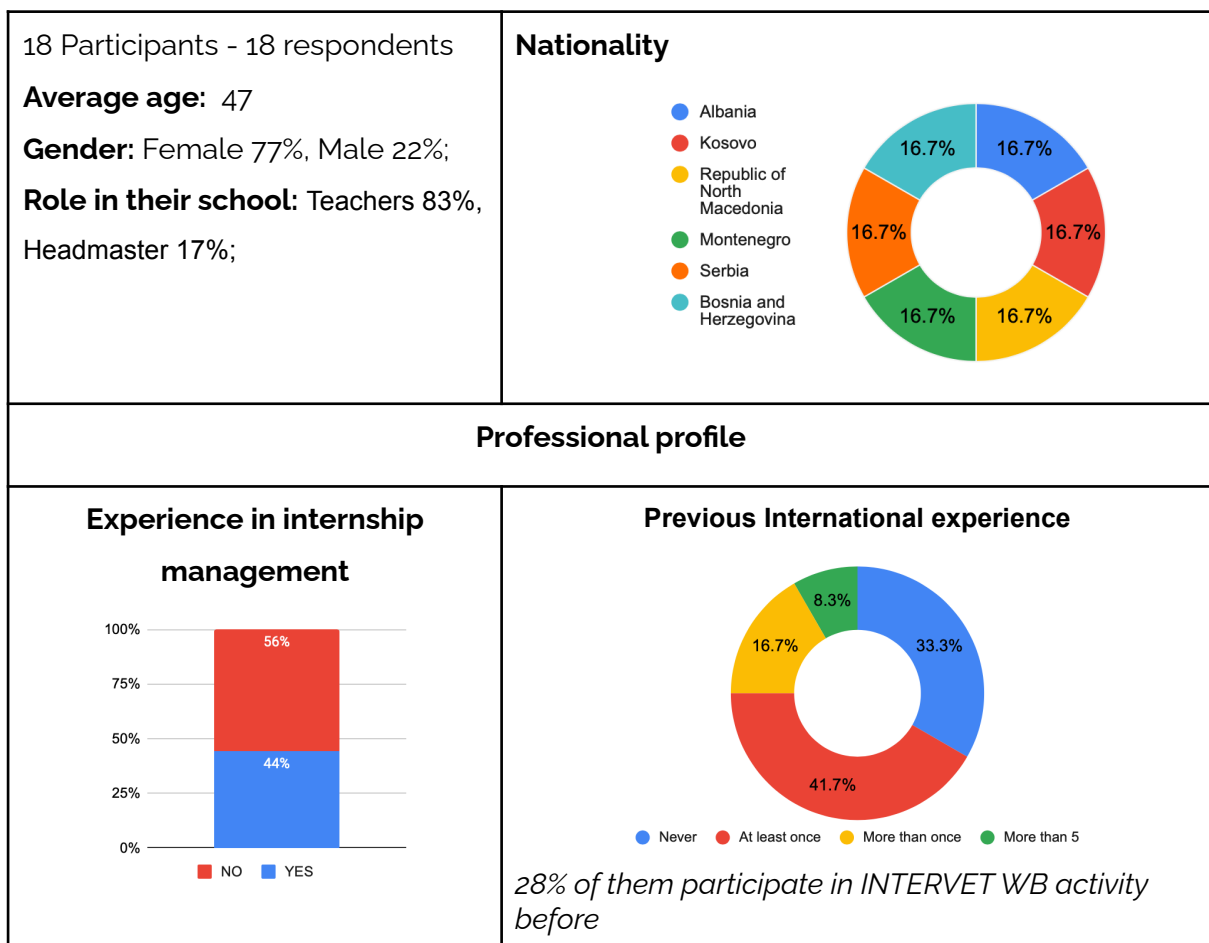 18 Participants - 18 respondents
Average age: 47
Gender: Female 77%, Male 22%;
Role in their school: Teachers 83%,
Headmaster 17%;
Nationality
Albania
Kosovo
Republic of
North
Macedonia
Montenegro
Serbia
Bosnia and
Herzegovina
16.7%
16.7%
16.7%
16.7%
16.7%
16.7%
Professional profile
Experience in internship
management
100%
75%
50%
25%
0%
56%
44%
NO
YES
Previous International experience
8.3%
16.7%
33.3%
41.7%
Never
At least once
More than once
More than 5
28% of them participate in INTERVET WB activity
before